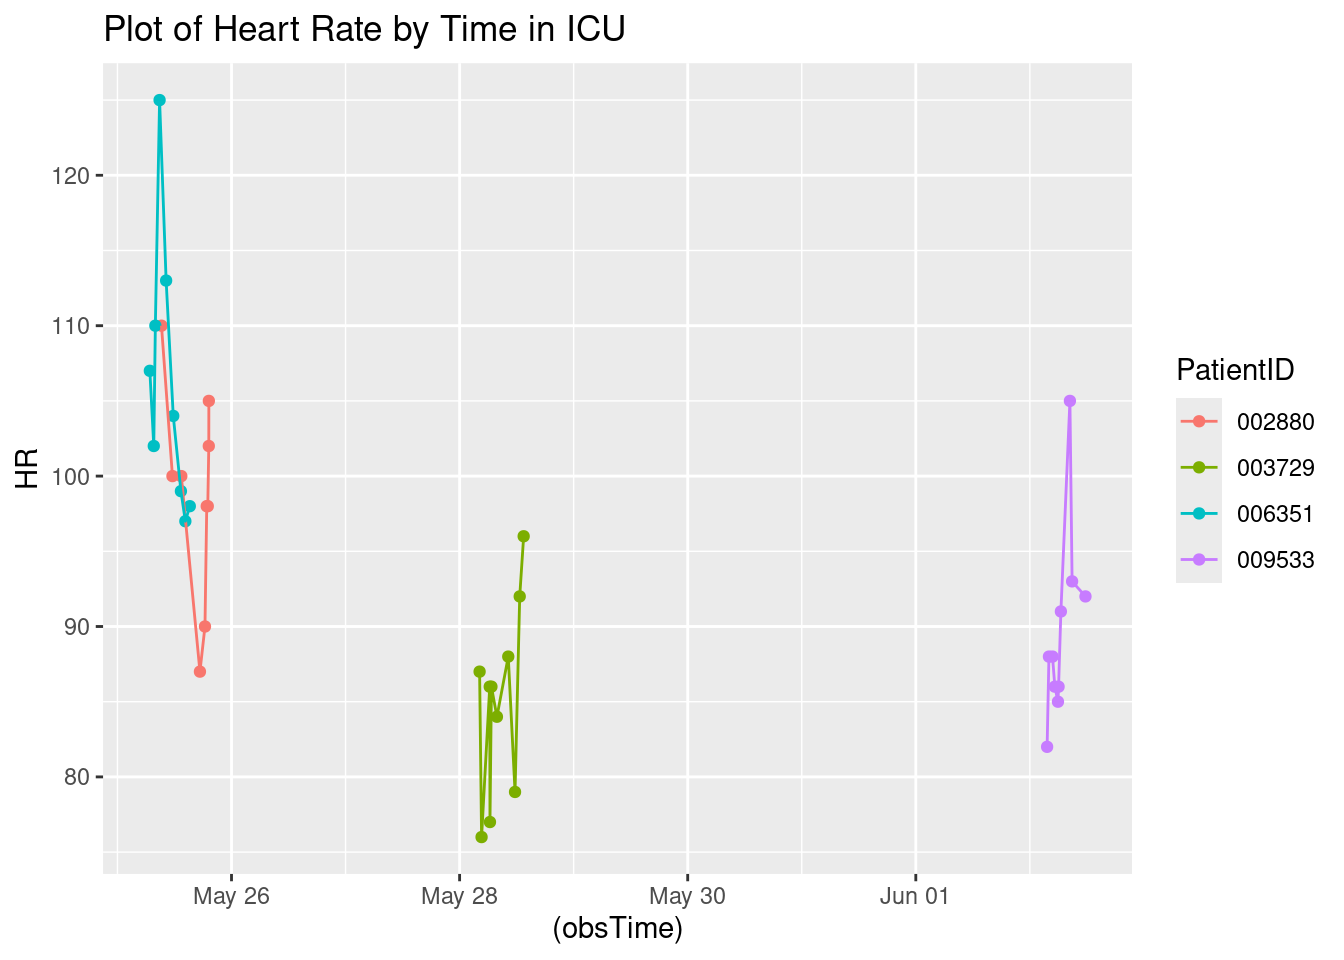 Plot of Heart Rate by Time in ICU
120
110
100
90
80
HR
May 26
May 28
May 30
Jun 01
(obsTime)
PatientID
002880
003729
006351
009533